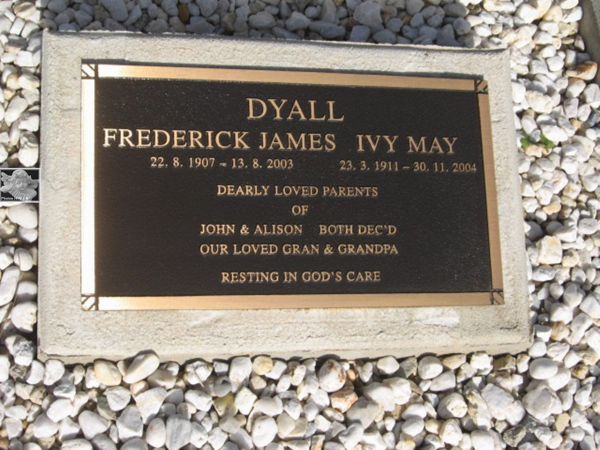 DYALL
FREDERICK JAMES IVY MAY
22. 8. 1907 – 13. 8. 2003 23. 3. 1911 – 30. 11. 2004
DEARLY LOVED PARENTS
OF
JOHN & ALISON BOTH DEC'D
OUR LOVED GRAN & GRANDPA
RESTING IN GOD'S CARE